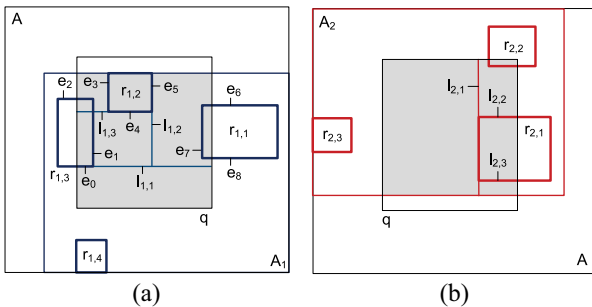 A
e2
e3
r1,2
e5
e6
l1,3
e4
l1,2
r1,1
e1
e7
r1,3
e0
l1,1
e8
q
r1,4
A1
(a)
A2
r2,2
l2,1
l2,2
r2,3
r2,1
l2,3
q
A
(b)